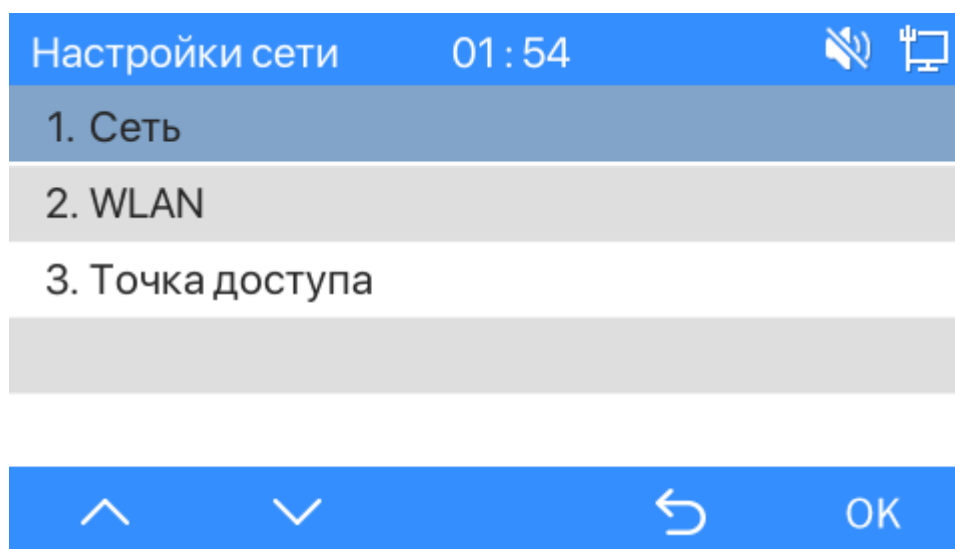 Настройки сети 01:54
1. Сеть
2. WLAN
3. Точка доступа
OK